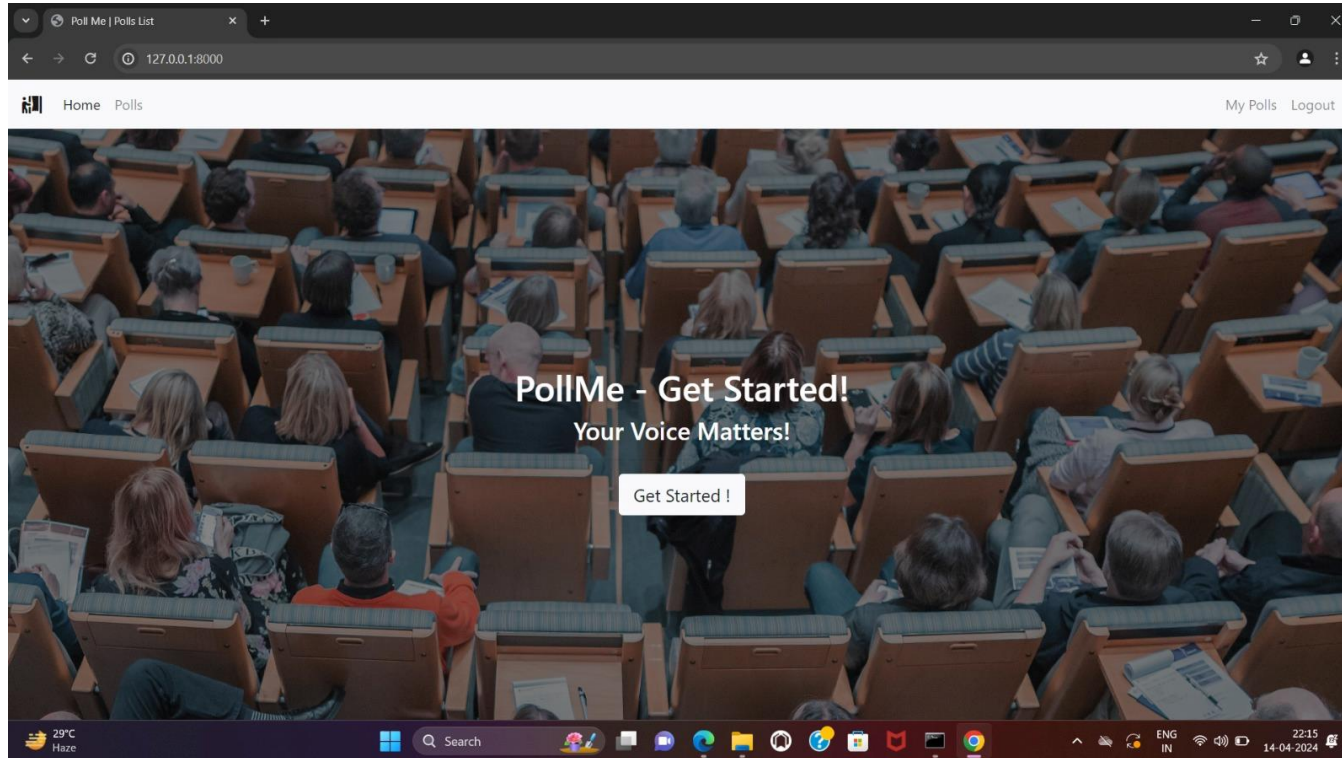 Poll Me | Polls List
127.0.0.1:8000
Home Polls My Polls Logout
PollMe - Get Started!
Your Voice Matters!
Get Started !
29°C
Haze
Search
ENG
IN
22:15
14-04-2024